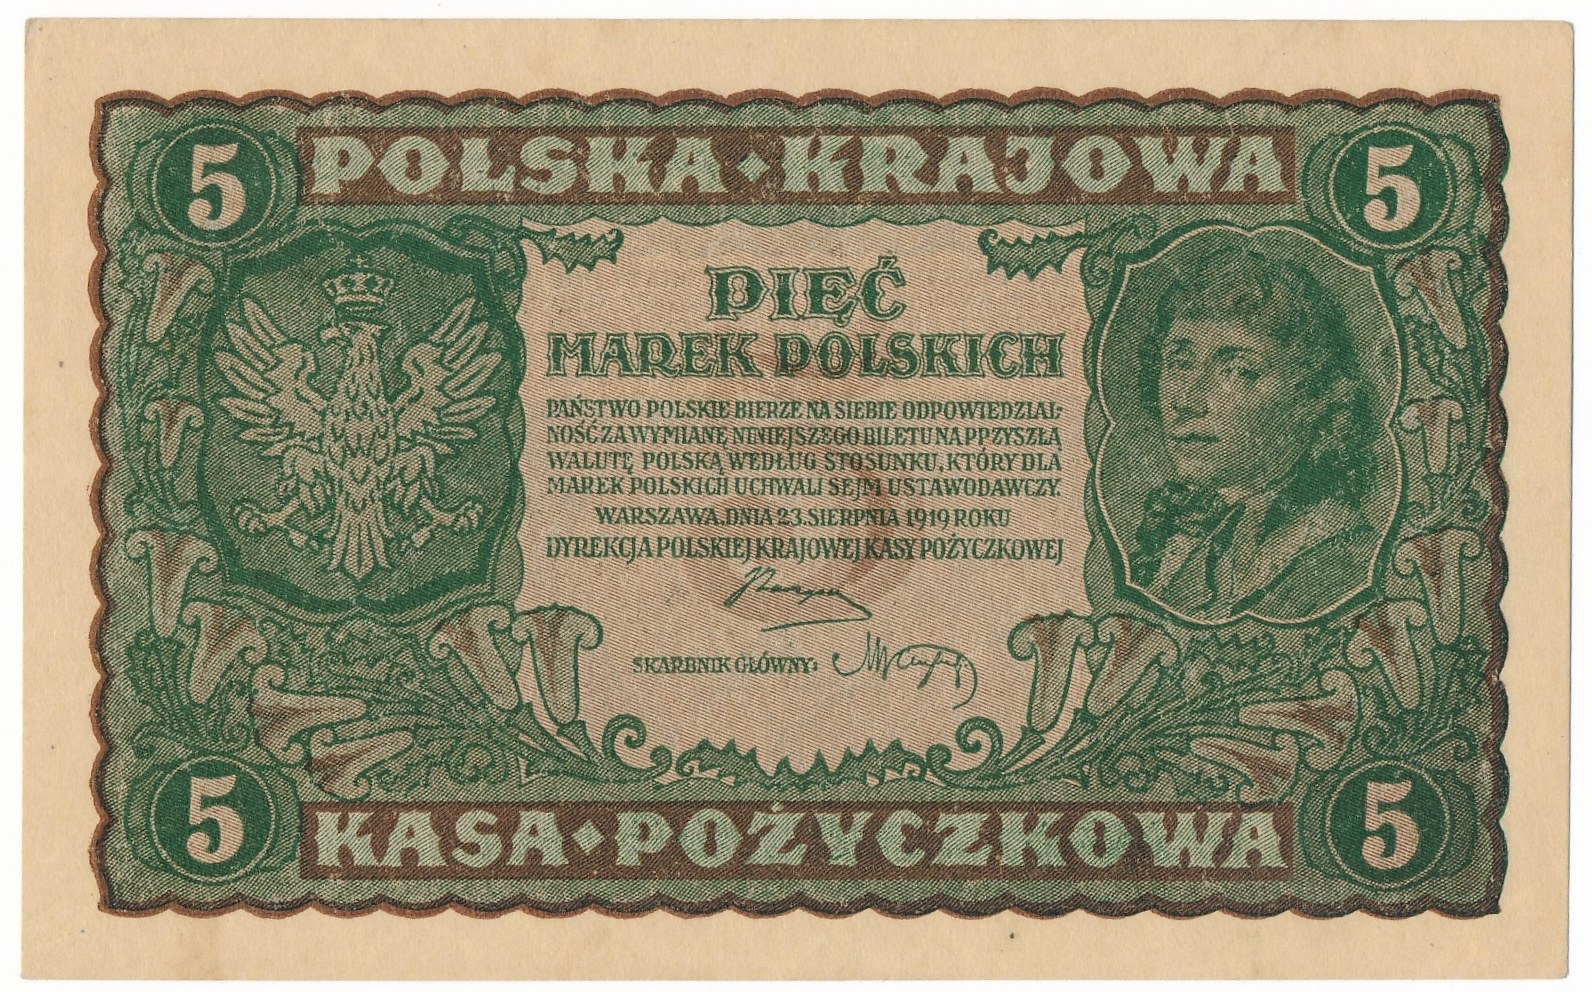 5 POLSKA·KRAJOWA 5
PIĘĆ
MAREK POLSKICH
PAŃSTWO POLSKIE BIERZE NA SIEBIE ODPOWIEDZIAL-
NOŚĆ ZA WYMIANĘ NINIEJSZEGO BILETU NA PPZYSZŁĄ
WALUTĘ POLSKĄ WEDŁUG STOSUNKU, KTÓRY DLA
MAREK POLSKICH UCHWALI SEJM USTAWODAWCZY.
WARSZAWA, DNIA 23. SIERPNIA 1919 ROKU
DYREKCJA POLSKIEJ KRAJOWEJ KASY POŻYCZKOWEJ
SKARBNIK GŁÓWNY:
5 KASA·POŻYCZKOWA 5